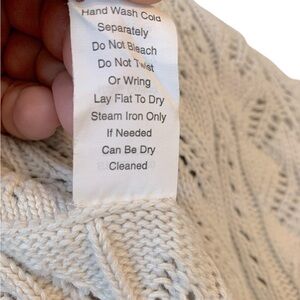 Hand Wash Cold
Separately
Do Not Bleach
Do Not Twist
Or Wring
Lay Flat To Dry
Steam Iron Only
If Needed
Can Be Dry
Cleaned